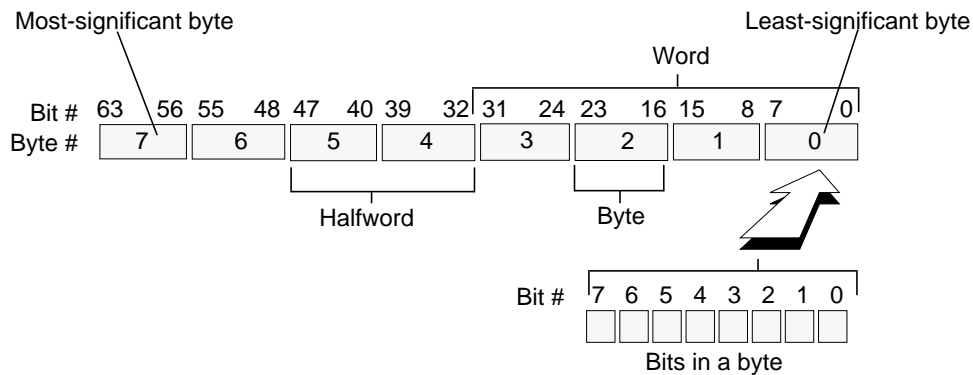 Most-significant byte Least-significant byte
Word
Bit # 63 56 55 48 47 40 39 32 31 24 23 16 15 8 7 0
Byte # 7 6 5 4 3 2 1 0
Halfword Byte
Bit # 7 6 5 4 3 2 1 0
Bits in a byte